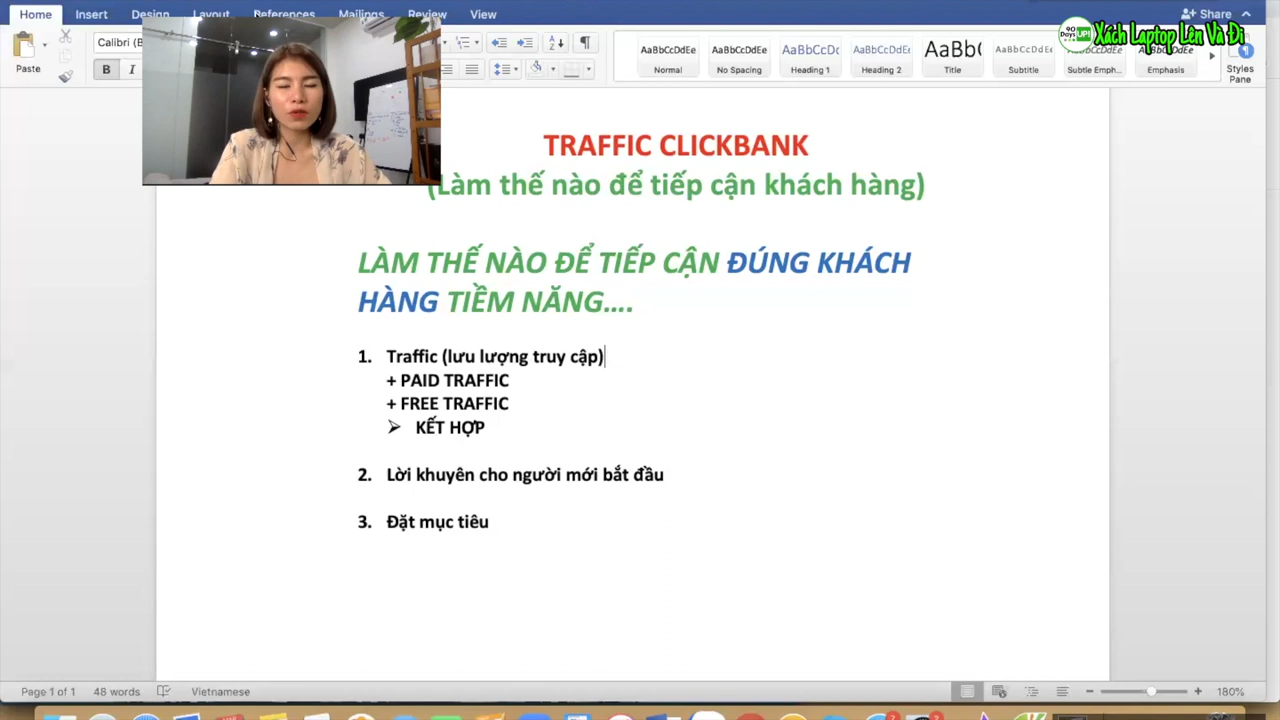 Home Insert Design Layout References Mailings Review View Share
90 Days UP! Xách Laptop Lên Và Đi
Paste Calibri (B
B I
AaBbCcDdEe AaBbCcDdEe AaBbCcDc AaBbCcDdEe AaBb( AaBbCcDdEe AaBbCcDdEe AaBbCcDdEe
Normal No Spacing Heading 1 Heading 2 Title Subtitle Subtle Emph... Emphasis Styles Pane
TRAFFIC CLICKBANK
(Làm thế nào để tiếp cận khách hàng)
LÀM THẾ NÀO ĐỂ TIẾP CẬN ĐÚNG KHÁCH
HÀNG TIỀM NĂNG....
1. Traffic (lưu lượng truy cập)
+ PAID TRAFFIC
+ FREE TRAFFIC
➢ KẾT HỢP
2. Lời khuyên cho người mới bắt đầu
3. Đặt mục tiêu
Page 1 of 1 48 words Vietnamese 180%